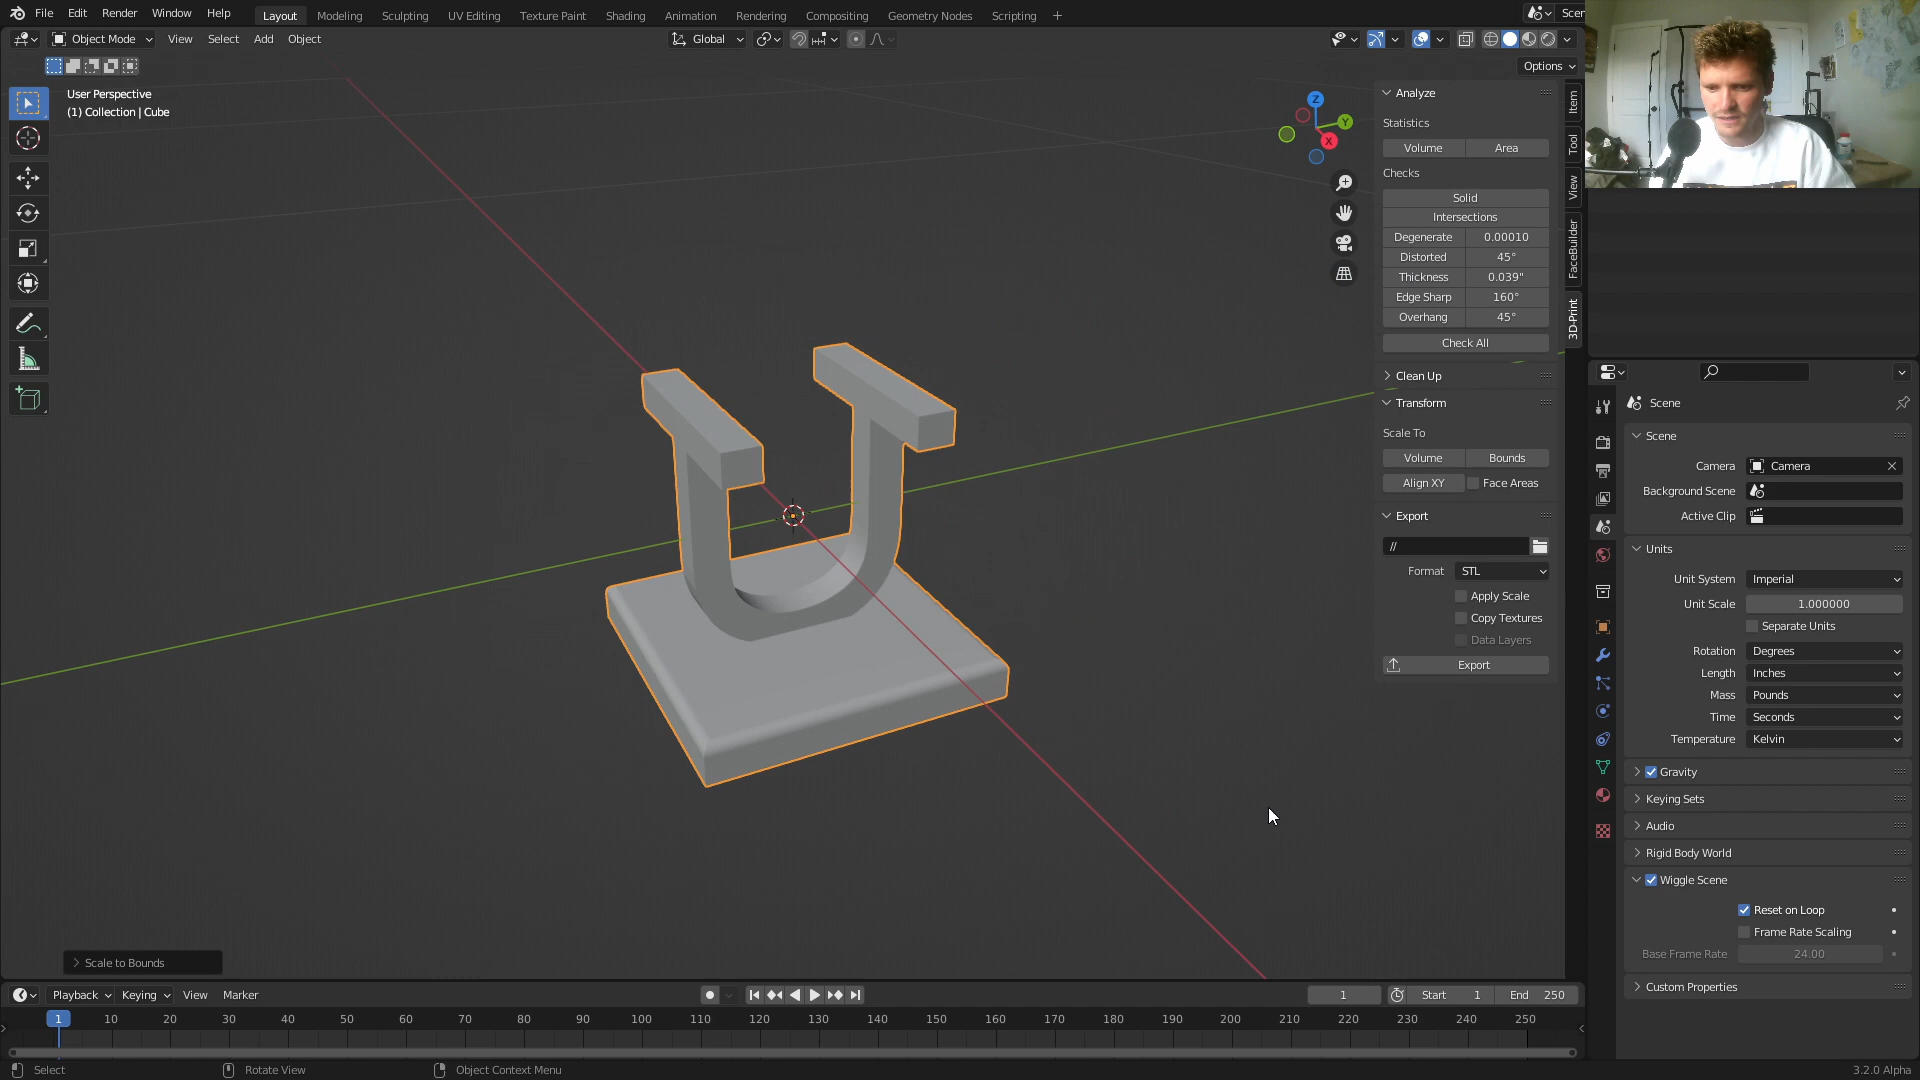 File Edit Render Window Help Layout Modeling Sculpting UV Editing Texture Paint Shading Animation Rendering Compositing Geometry Nodes Scripting +
Object Mode View Select Add Object Global
Options
User Perspective
(1) Collection | Cube
Z
Y
X
Analyze
Statistics
Volume Area
Checks
Solid
Intersections
Degenerate 0.00010
Distorted 45°
Thickness 0.039"
Edge Sharp 160°
Overhang 45°
Check All
Clean Up
Transform
Scale To
Volume Bounds
Align XY Face Areas
Export
//
Format STL
Apply Scale
Copy Textures
Data Layers
Export
Item
Tool
View
FaceBuilder
3D-Print
Scene
Scene
Camera Camera
Background Scene
Active Clip
Units
Unit System Imperial
Unit Scale 1.000000
Separate Units
Rotation Degrees
Length Inches
Mass Pounds
Time Seconds
Temperature Kelvin
Gravity
Keying Sets
Audio
Rigid Body World
Wiggle Scene
Reset on Loop
Frame Rate Scaling
Base Frame Rate 24.00
Custom Properties
Scale to Bounds
Playback Keying View Marker 1 Start 1 End 250
1 10 20 30 40 50 60 70 80 90 100 110 120 130 140 150 160 170 180 190 200 210 220 230 240 250
Select Rotate View Object Context Menu 3.2.0 Alpha